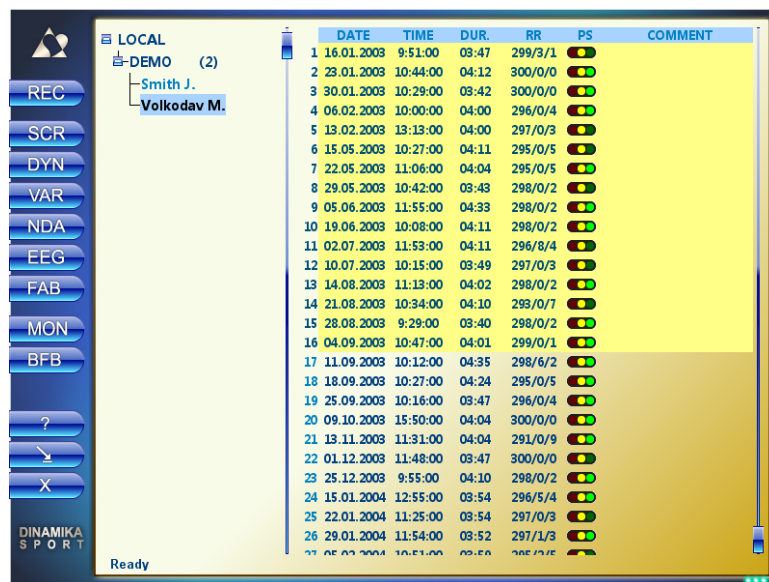 REC
SCR
DYN
VAR
NDA
EEG
FAB
MON
BFB
?
X
DINAMIKA
SPORT
LOCAL
DEMO (2)
Smith J.
Volkodav M.
DATE TIME DUR. RR PS COMMENT
1 16.01.2003 9:51:00 03:47 299/3/1
2 23.01.2003 10:44:00 04:12 300/0/0
3 30.01.2003 10:29:00 03:42 300/0/0
4 06.02.2003 10:00:00 04:00 296/0/4
5 13.02.2003 13:13:00 04:00 297/0/3
6 15.05.2003 10:27:00 04:11 295/0/5
7 22.05.2003 11:06:00 04:04 295/0/5
8 29.05.2003 10:42:00 03:43 298/0/2
9 05.06.2003 11:55:00 04:33 298/0/2
10 19.06.2003 10:08:00 04:11 298/0/2
11 02.07.2003 11:53:00 04:11 296/8/4
12 10.07.2003 10:15:00 03:49 297/0/3
13 14.08.2003 11:13:00 04:02 298/0/2
14 21.08.2003 10:34:00 04:10 293/0/7
15 28.08.2003 9:29:00 03:40 298/0/2
16 04.09.2003 10:47:00 04:01 299/0/1
17 11.09.2003 10:12:00 04:35 298/6/2
18 18.09.2003 10:27:00 04:24 295/0/5
19 25.09.2003 10:16:00 03:47 296/0/4
20 09.10.2003 15:50:00 04:04 300/0/0
21 13.11.2003 11:31:00 04:04 291/0/9
22 01.12.2003 11:48:00 03:47 300/0/0
23 25.12.2003 9:55:00 04:10 298/0/2
24 15.01.2004 12:55:00 03:54 296/5/4
25 22.01.2004 11:25:00 03:54 297/0/3
26 29.01.2004 11:54:00 03:52 297/1/3
27 05.02.2004 10:51:00
Ready